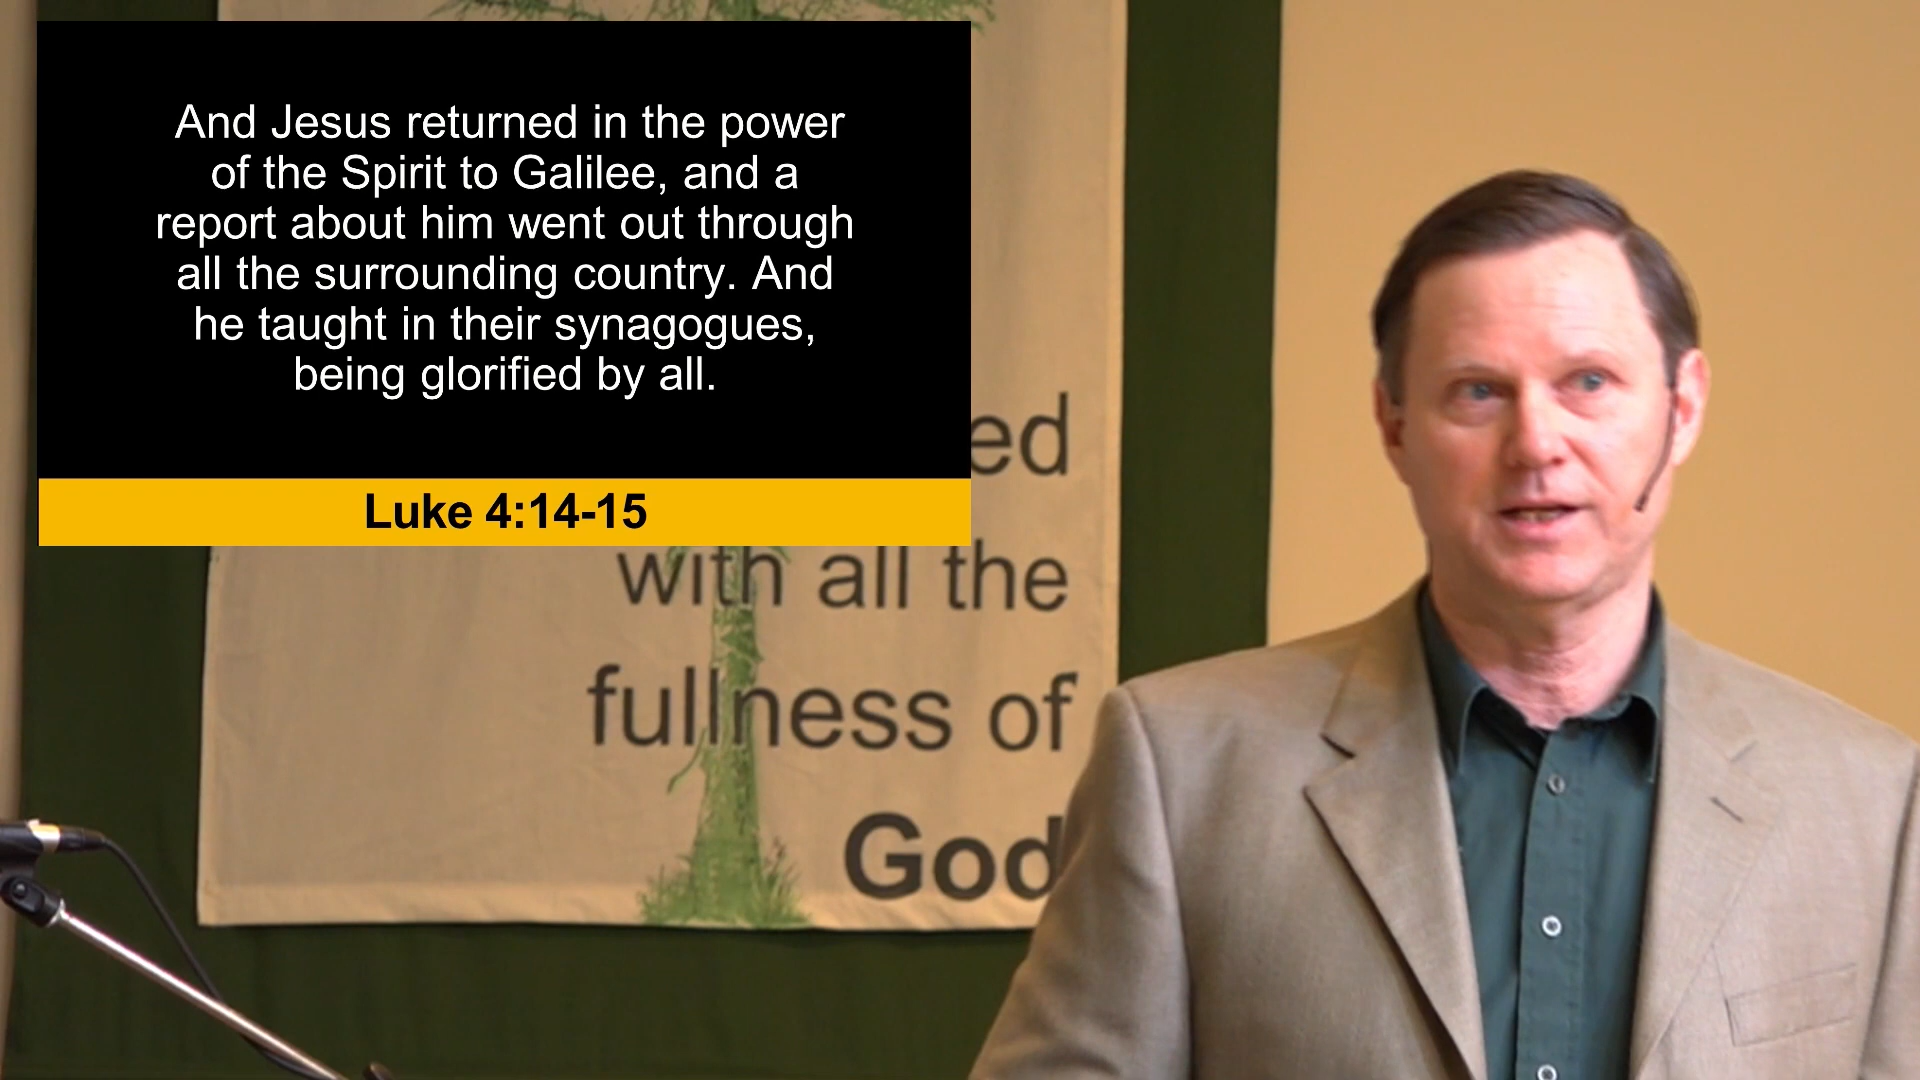 And Jesus returned in the power
of the Spirit to Galilee, and a
report about him went out through
all the surrounding country. And
he taught in their synagogues,
being glorified by all.
Luke 4:14-15
ed
with all the
fullness of
God